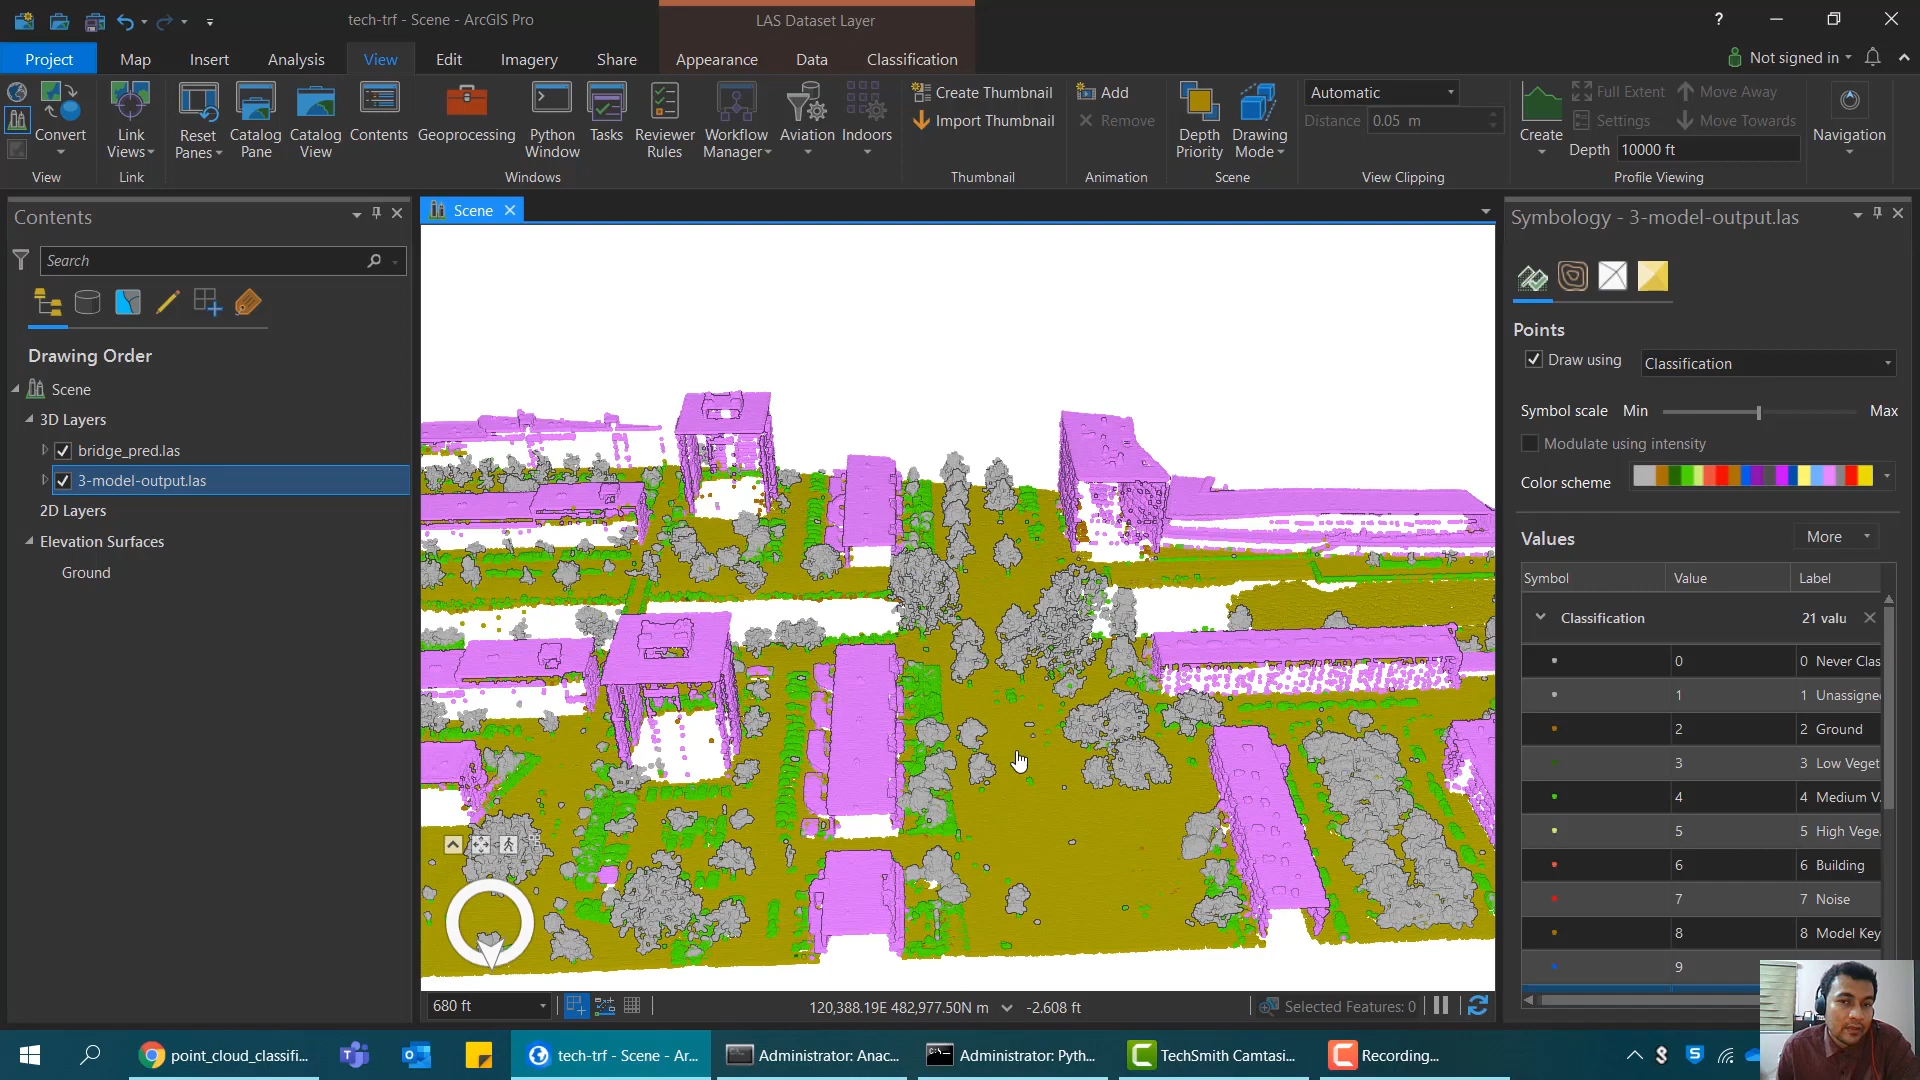 tech-trf - Scene - ArcGIS Pro
LAS Dataset Layer
?
Project
Map
Insert
Analysis
View
Edit
Imagery
Share
Appearance
Data
Classification
Not signed in
Convert
Link
Views
Reset
Panes
Catalog
Pane
Catalog
View
Contents
Geoprocessing
Python
Window
Tasks
Reviewer
Rules
Workflow
Manager
Aviation
Indoors
Create Thumbnail
Import Thumbnail
Add
Remove
Depth
Priority
Drawing
Mode
Automatic
Distance 0.05 m
Create
Full Extent
Move Away
Settings
Move Towards
Depth 10000 ft
Navigation
View
Link
Windows
Thumbnail
Animation
Scene
View Clipping
Profile Viewing
Contents
Search
Drawing Order
Scene
3D Layers
bridge_pred.las
3-model-output.las
2D Layers
Elevation Surfaces
Ground
Scene
680 ft
120,388.19E 482,977.50N m
-2.608 ft
Selected Features: 0
Symbology - 3-model-output.las
Points
Draw using Classification
Symbol scale Min Max
Modulate using intensity
Color scheme
Values
More
Symbol Value Label
Classification 21 valu
0 0 Never Clas
1 1 Unassigne
2 2 Ground
3 3 Low Veget
4 4 Medium V
5 5 High Vege
6 6 Building
7 7 Noise
8 8 Model Key
9
point_cloud_classifi...
tech-trf - Scene - Ar...
Administrator: Anac...
Administrator: Pyth...
TechSmith Camtasi...
Recording...